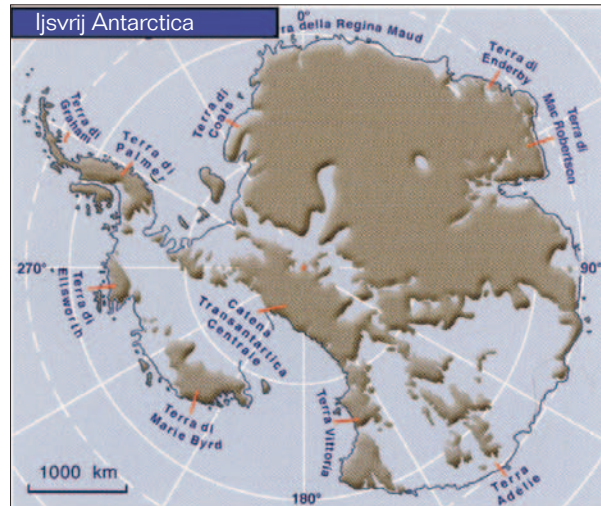 Ijsvrij Antarctica
0°
ra della Regina Maud
Terra di
Enderby
Terra di
Mac Robertson
Terra di
Coats
Terra di
Graham
Terra di
Palmer
270°
90°
Terra di
Ellsworth
Catena
Transantartica
Centrale
Terra di
Marie Byrd
Terra Vittoria
Terra
Adélie
1000 km
180°